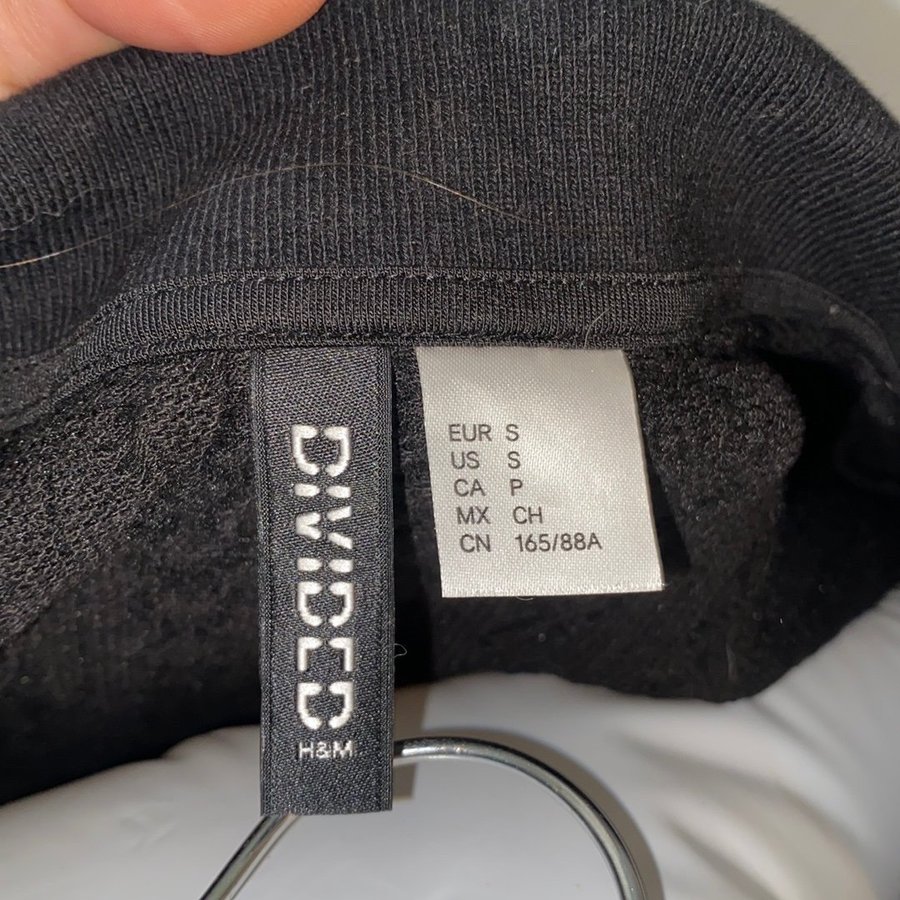 DIVIDED
H&M
EUR S
US S
CA P
MX CH
CN 165/88A